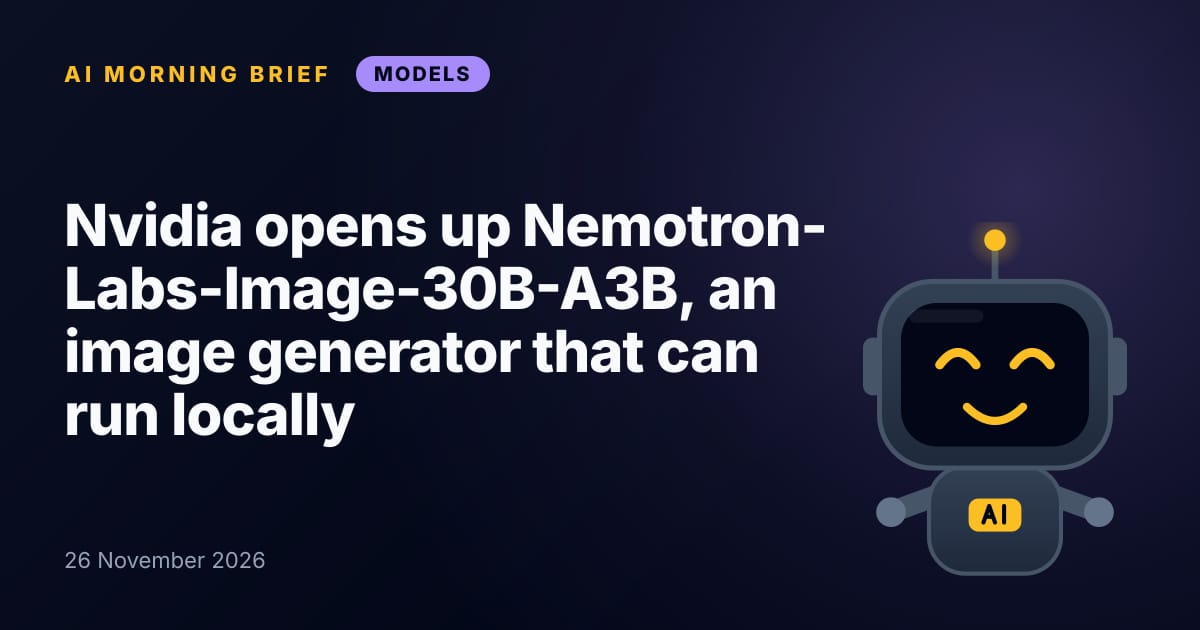 AI MORNING BRIEF
MODELS
Nvidia opens up Nemotron-
Labs-Image-30B-A3B, an
image generator that can
run locally
AI
26 November 2026